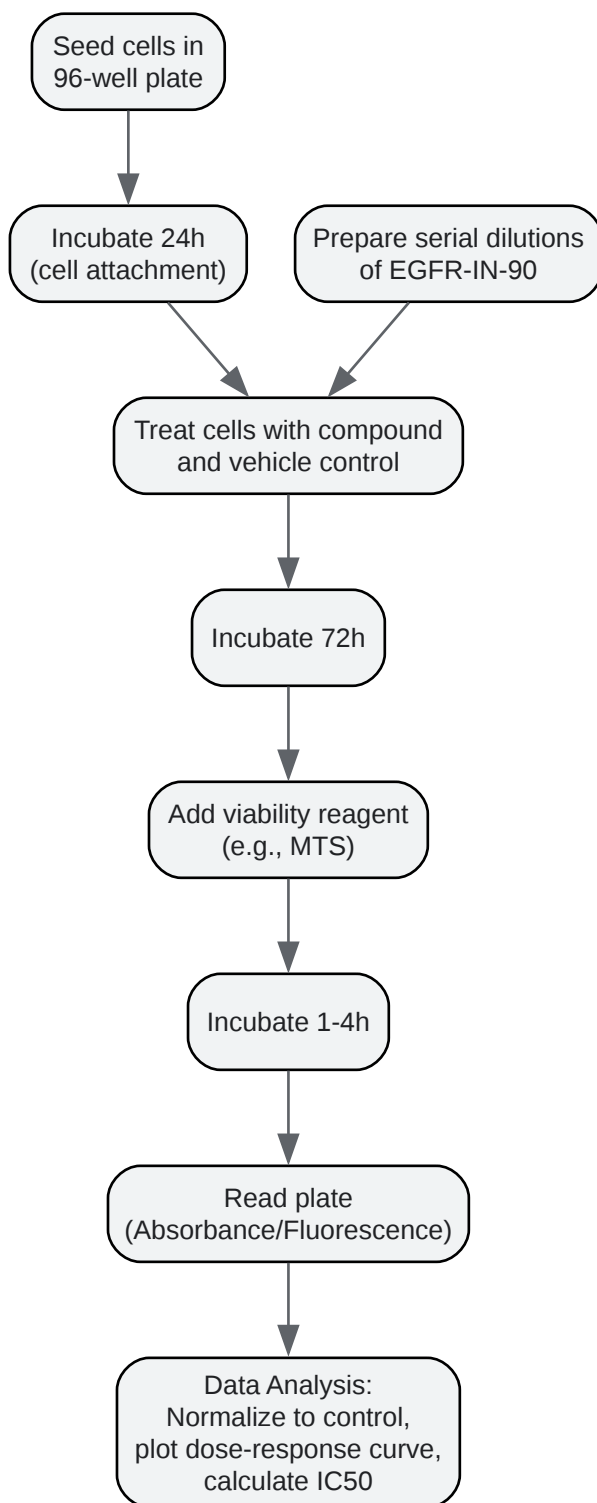 Seed cells in
96-well plate
Incubate 24h
(cell attachment)
Prepare serial dilutions
of EGFR-IN-90
Treat cells with compound
and vehicle control
Incubate 72h
Add viability reagent
(e.g., MTS)
Incubate 1-4h
Read plate
(Absorbance/Fluorescence)
Data Analysis:
Normalize to control,
plot dose-response curve,
calculate IC50